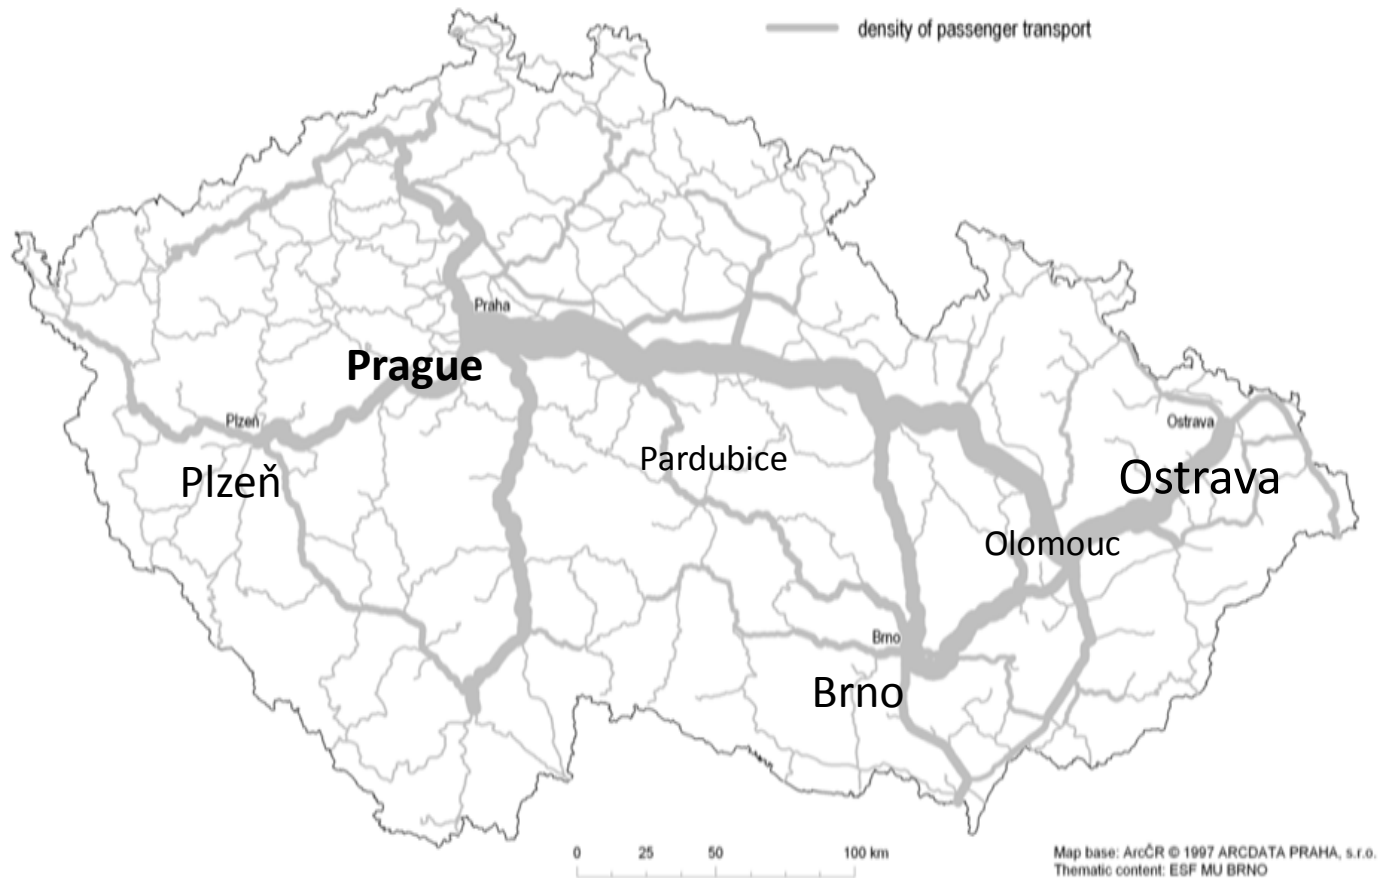 density of passenger transport
Praha
Prague
Plzeň
Ostrava
Pardubice
Plzeň
Ostrava
Olomouc
Brno
Brno
0 25 50 100 km
Map base: ArcČR © 1997 ARCDATA PRAHA, s.r.o.
Thematic content: ESF MU BRNO